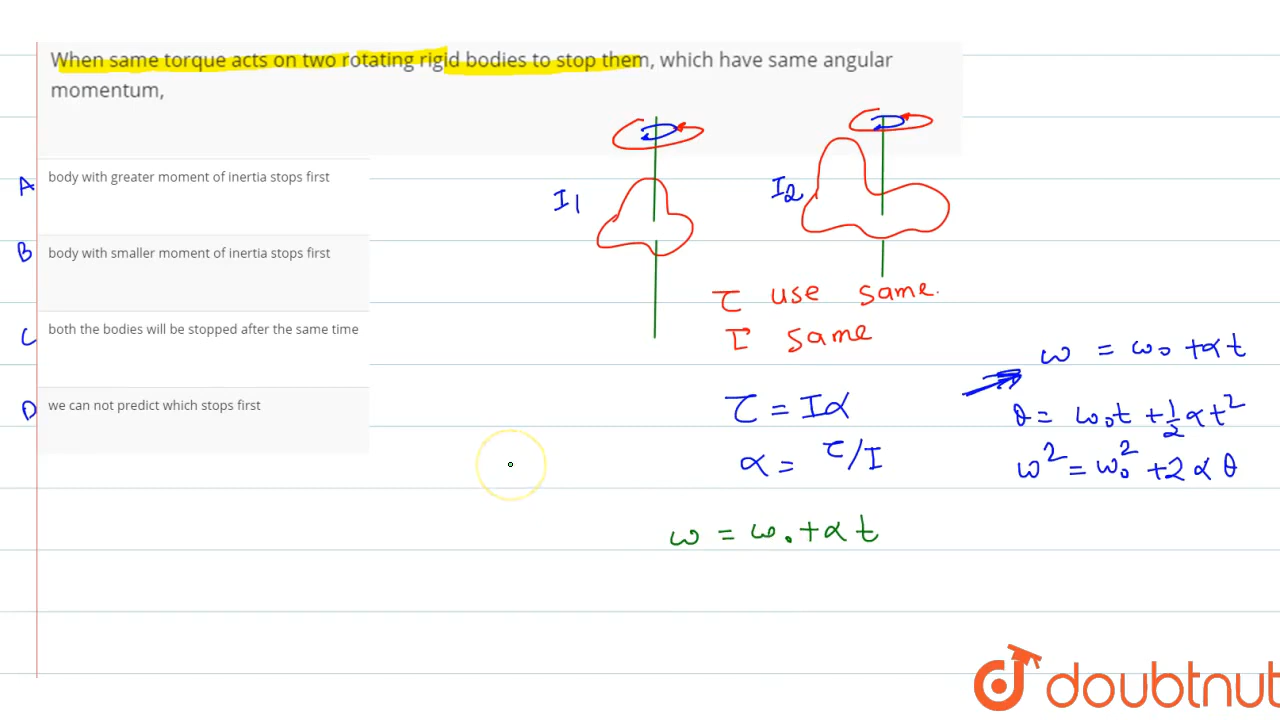 When same torque acts on two rotating rigid bodies to stop them, which have same angular
momentum,
A body with greater moment of inertia stops first
B body with smaller moment of inertia stops first
C both the bodies will be stopped after the same time
D we can not predict which stops first
I1
I2
τ use same.
I same
τ = Iα
α = τ/I
ω = ω₀ + αt
ω = ω₀ + αt
θ = ω₀t + ½αt²
ω² = ω₀² + 2αθ
doubtnut